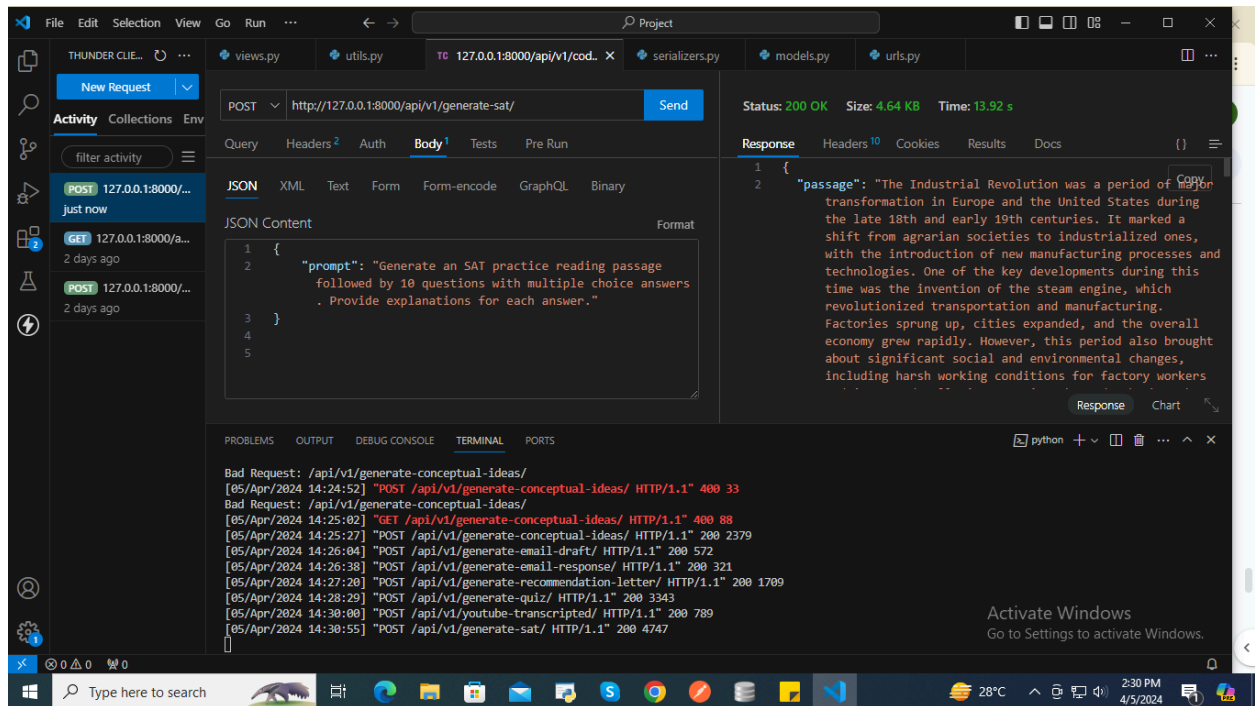 File Edit Selection View Go Run ··· Project
THUNDER CLIE... ···
views.py utils.py TC 127.0.0.1:8000/api/v1/cod.. serializers.py models.py urls.py ···
New Request
Activity Collections Env
filter activity
POST 127.0.0.1:8000/...
just now
GET 127.0.0.1:8000/a...
2 days ago
POST 127.0.0.1:8000/...
2 days ago
2
1
POST http://127.0.0.1:8000/api/v1/generate-sat/ Send
Query Headers 2 Auth Body 1 Tests Pre Run
JSON XML Text Form Form-encode GraphQL Binary
JSON Content Format
1 {
2 "prompt": "Generate an SAT practice reading passage
followed by 10 questions with multiple choice answers
. Provide explanations for each answer."
3 }
4
5
Status: 200 OK Size: 4.64 KB Time: 13.92 s
Response Headers 10 Cookies Results Docs {}
Copy
1 {
2 "passage": "The Industrial Revolution was a period of major
transformation in Europe and the United States during
the late 18th and early 19th centuries. It marked a
shift from agrarian societies to industrialized ones,
with the introduction of new manufacturing processes and
technologies. One of the key developments during this
time was the invention of the steam engine, which
revolutionized transportation and manufacturing.
Factories sprung up, cities expanded, and the overall
economy grew rapidly. However, this period also brought
about significant social and environmental changes,
including harsh working conditions for factory workers
Response Chart
PROBLEMS OUTPUT DEBUG CONSOLE TERMINAL PORTS python ···
Bad Request: /api/v1/generate-conceptual-ideas/
[05/Apr/2024 14:24:52] "POST /api/v1/generate-conceptual-ideas/ HTTP/1.1" 400 33
Bad Request: /api/v1/generate-conceptual-ideas/
[05/Apr/2024 14:25:02] "GET /api/v1/generate-conceptual-ideas/ HTTP/1.1" 400 88
[05/Apr/2024 14:25:27] "POST /api/v1/generate-conceptual-ideas/ HTTP/1.1" 200 2379
[05/Apr/2024 14:26:04] "POST /api/v1/generate-email-draft/ HTTP/1.1" 200 572
[05/Apr/2024 14:26:38] "POST /api/v1/generate-email-response/ HTTP/1.1" 200 321
[05/Apr/2024 14:27:20] "POST /api/v1/generate-recommendation-letter/ HTTP/1.1" 200 1709
[05/Apr/2024 14:28:29] "POST /api/v1/generate-quiz/ HTTP/1.1" 200 3343
[05/Apr/2024 14:30:00] "POST /api/v1/youtube-transcripted/ HTTP/1.1" 200 789
[05/Apr/2024 14:30:55] "POST /api/v1/generate-sat/ HTTP/1.1" 200 4747
Activate Windows
Go to Settings to activate Windows.
0 0 0
Type here to search 28°C 2:30 PM
4/5/2024
1